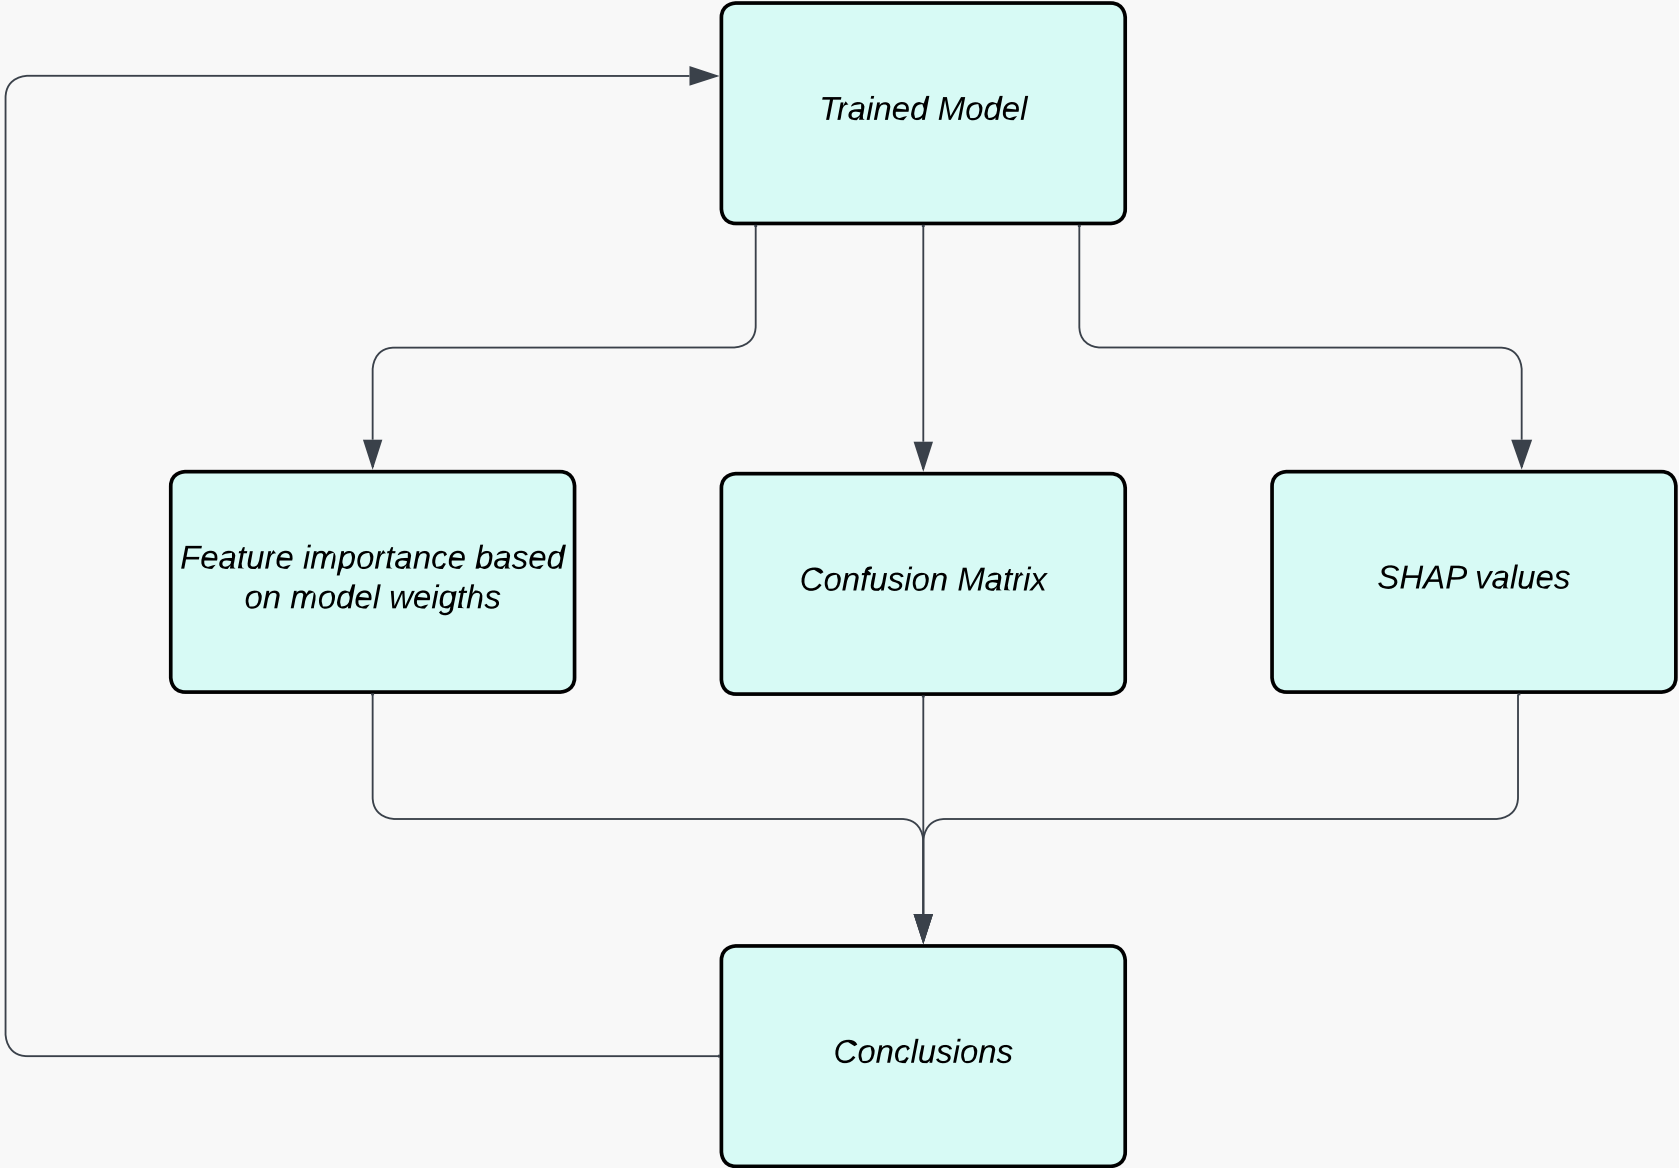 Trained Model
Feature importance based
on model weigths
Confusion Matrix
SHAP values
Conclusions